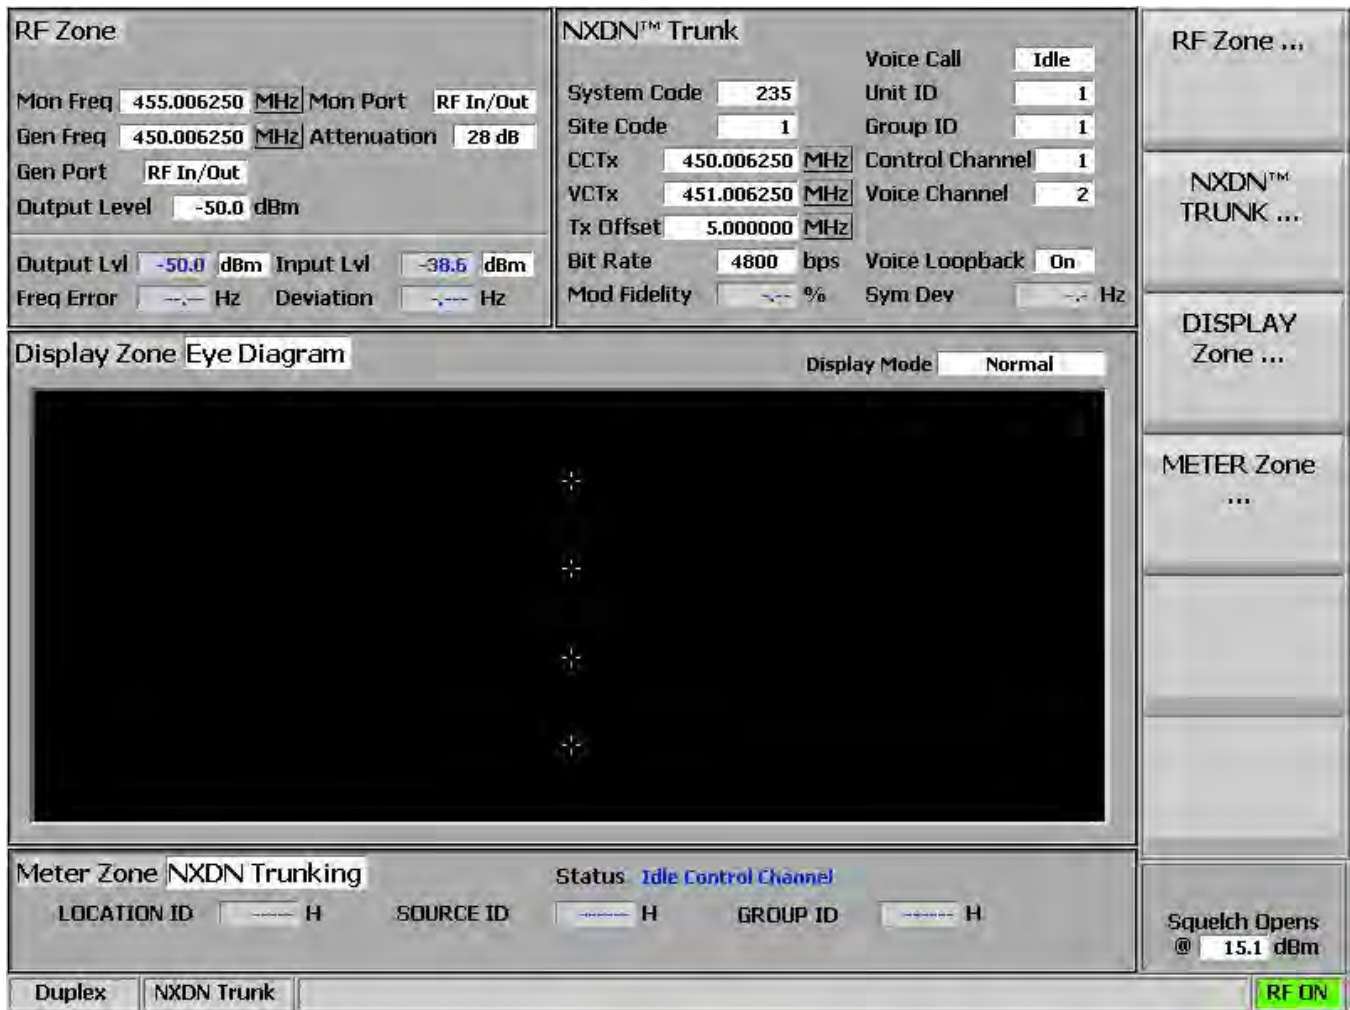 RF Zone
Mon Freq 455.006250 MHz Mon Port RF In/Out
Gen Freq 450.006250 MHz Attenuation 28 dB
Gen Port RF In/Out
Output Level -50.0 dBm
Output Lvl -50.0 dBm Input Lvl -38.6 dBm
Freq Error --.-- Hz Deviation -.--- Hz
NXDN™ Trunk
Voice Call Idle
System Code 235 Unit ID 1
Site Code 1 Group ID 1
CCTx 450.006250 MHz Control Channel 1
VCTx 451.006250 MHz Voice Channel 2
Tx Offset 5.000000 MHz
Bit Rate 4800 bps Voice Loopback On
Mod Fidelity -.-- % Sym Dev -.- Hz
Display Zone Eye Diagram
Display Mode Normal
Meter Zone NXDN Trunking
Status Idle Control Channel
LOCATION ID ------ H SOURCE ID ------ H GROUP ID ------ H
RF Zone ...
NXDN™
TRUNK ...
DISPLAY
Zone ...
METER Zone
...
Squelch Opens
@ 15.1 dBm
Duplex NXDN Trunk RF ON